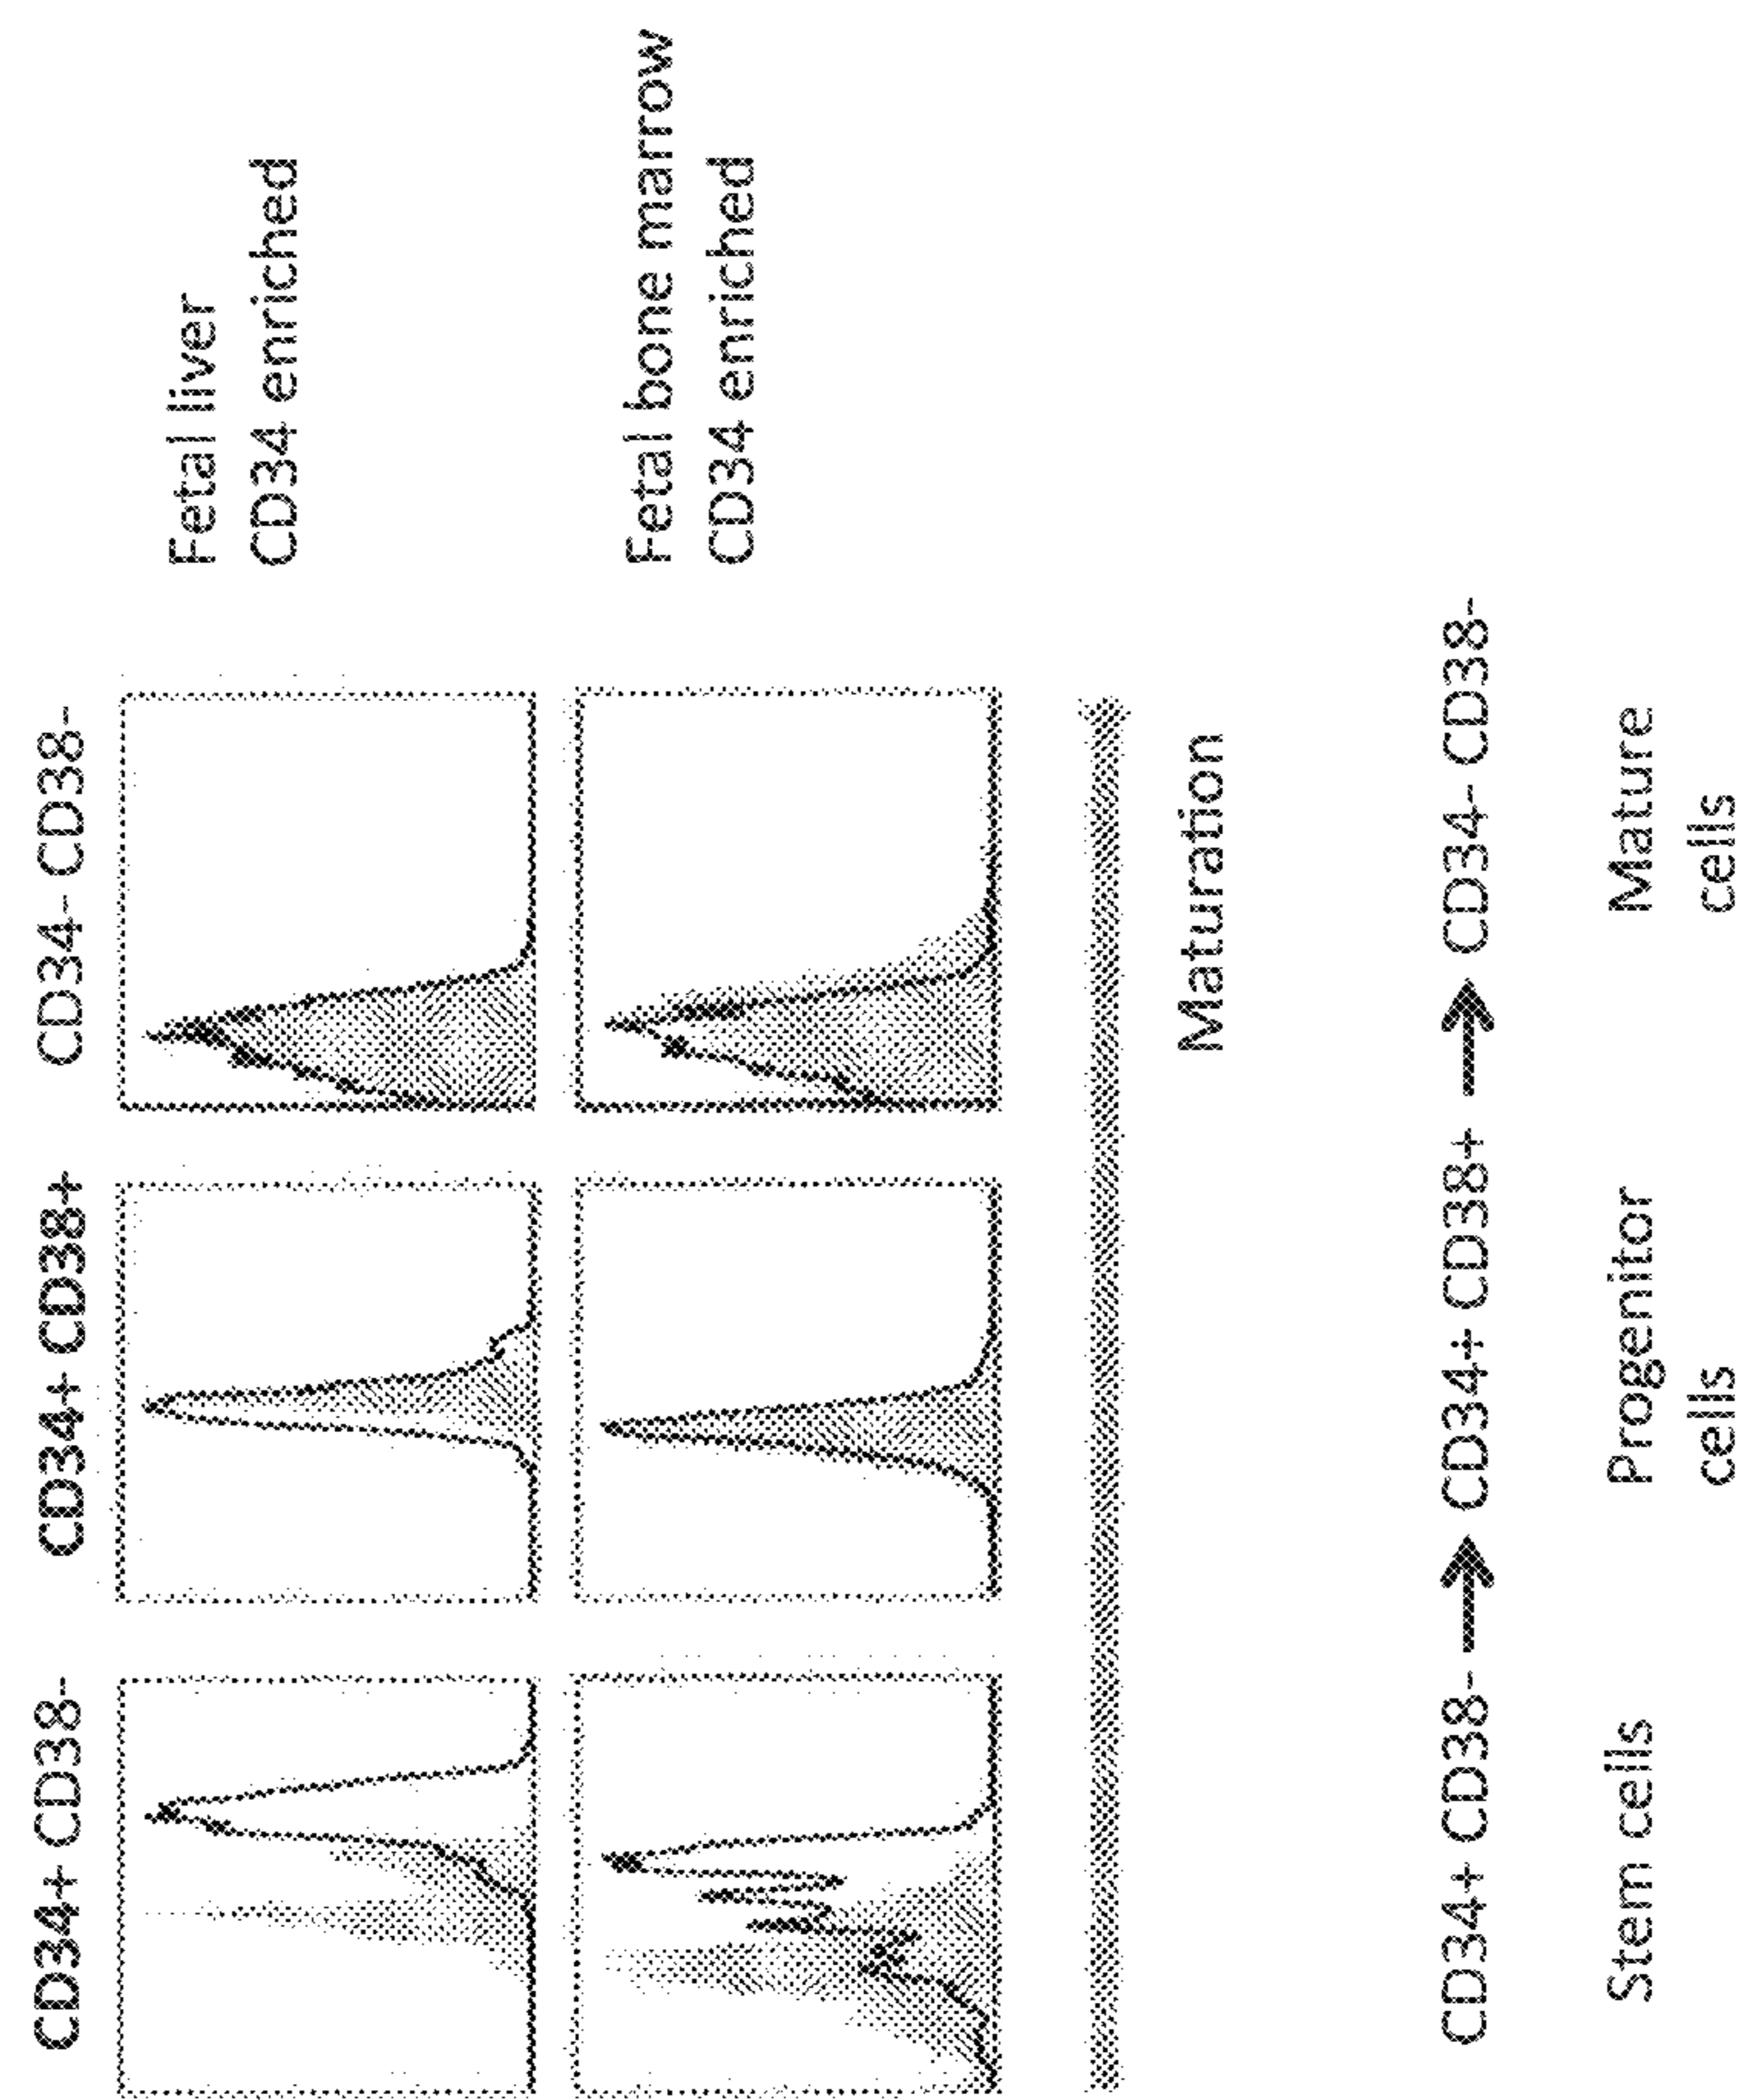 CD34+ CD38-
CD34+ CD38+
CD34- CD38-
Fetal liver
CD34 enriched
Fetal bone marrow
CD34 enriched
Maturation
CD34+ CD38- → CD34+ CD38+ → CD34- CD38-
Stem cells
Progenitor
cells
Mature
cells